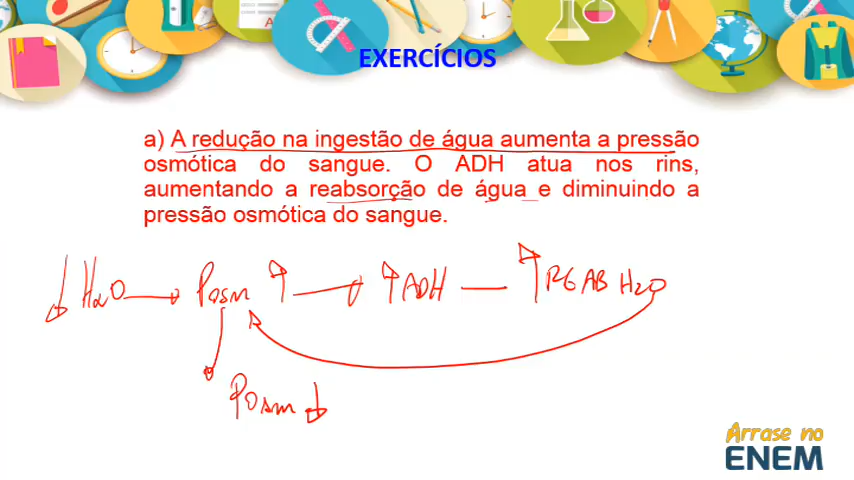 EXERCÍCIOS
a) A redução na ingestão de água aumenta a pressão
osmótica do sangue. O ADH atua nos rins,
aumentando a reabsorção de água e diminuindo a
pressão osmótica do sangue.
↓ H2O → Posm ↑ → ↑ ADH — ↑ REAB H2O
Posm ↓
Arrase no
ENEM